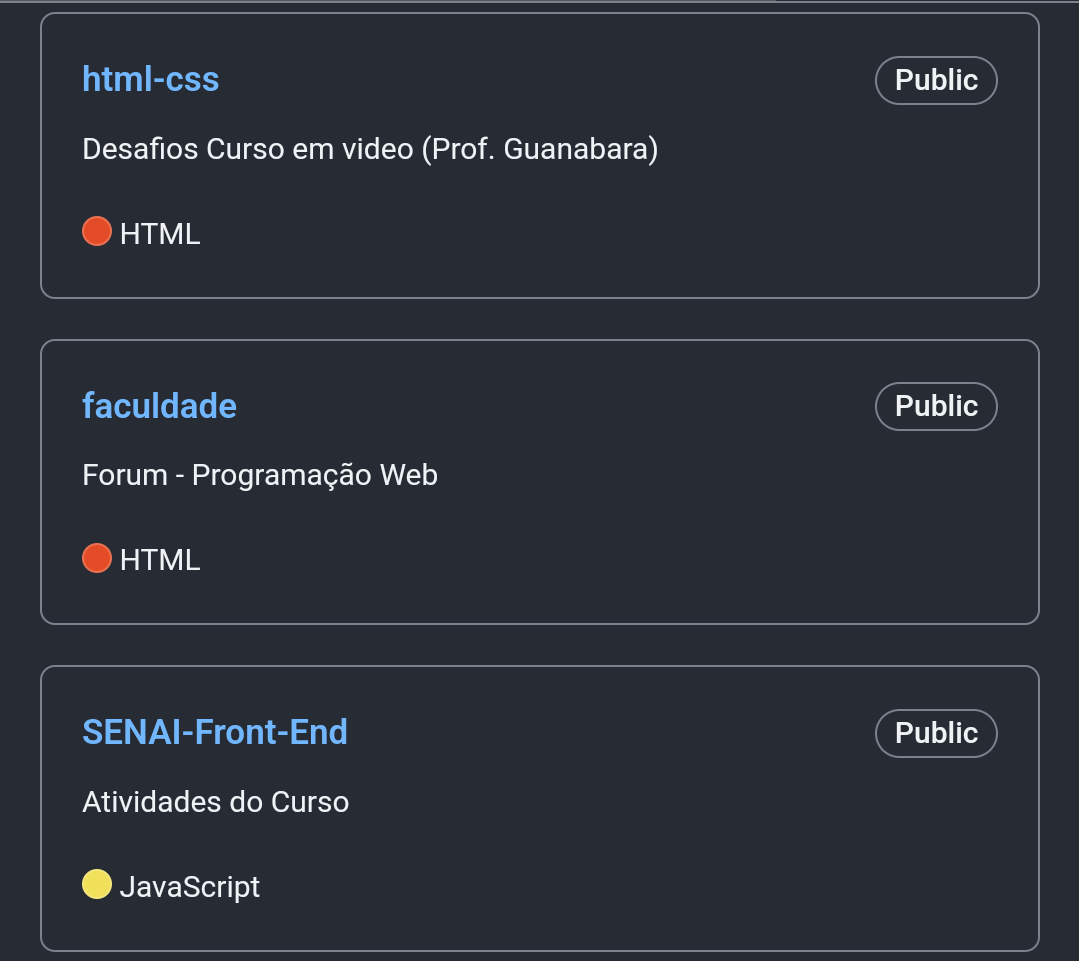 html-css
Public
Desafios Curso em video (Prof. Guanabara)
HTML
faculdade
Public
Forum - Programação Web
HTML
SENAI-Front-End
Public
Atividades do Curso
JavaScript